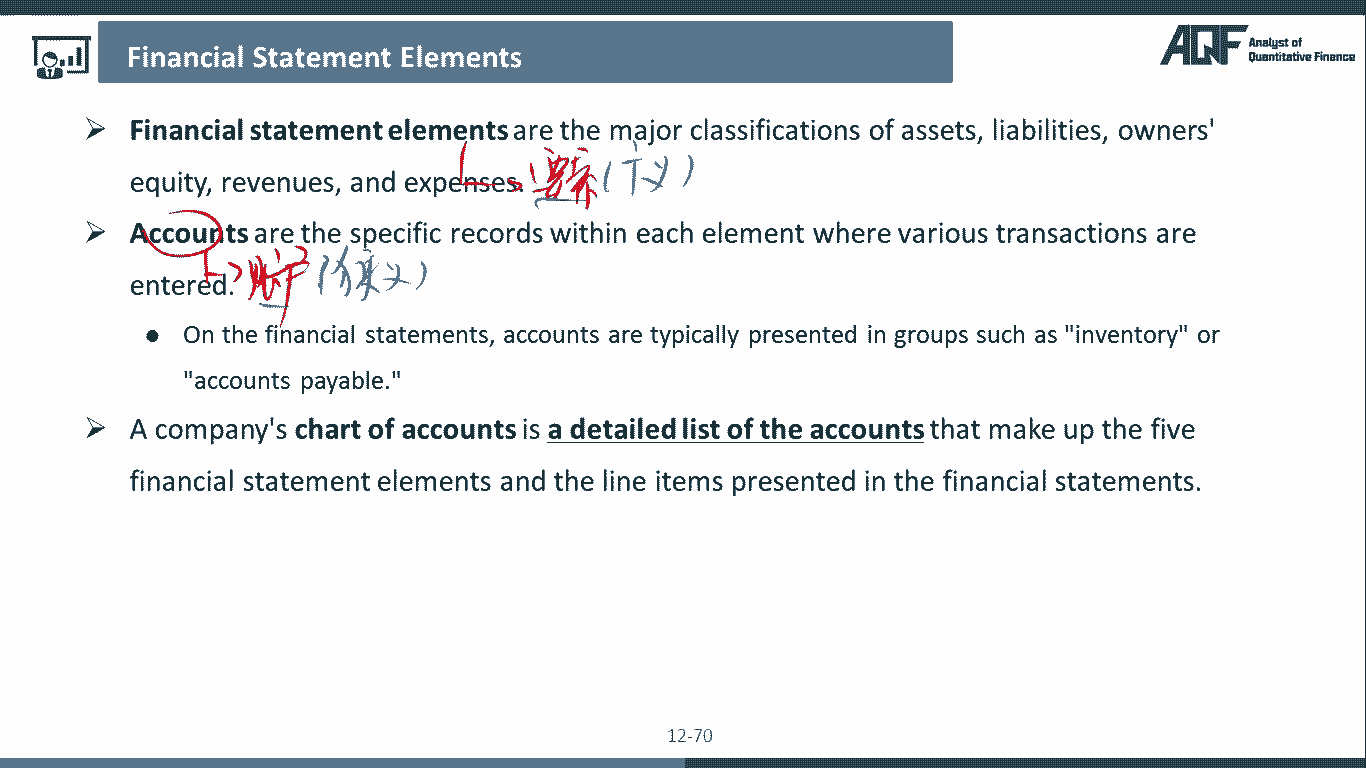 Financial Statement Elements
AQF Analyst of
Quantitative Finance
➢ Financial statement elements are the major classifications of assets, liabilities, owners'
equity, revenues, and expenses. 要素(广义)
➢ Accounts are the specific records within each element where various transactions are
entered. 账户
● On the financial statements, accounts are typically presented in groups such as "inventory" or
"accounts payable."
➢ A company's chart of accounts is a detailed list of the accounts that make up the five
financial statement elements and the line items presented in the financial statements.
12-70